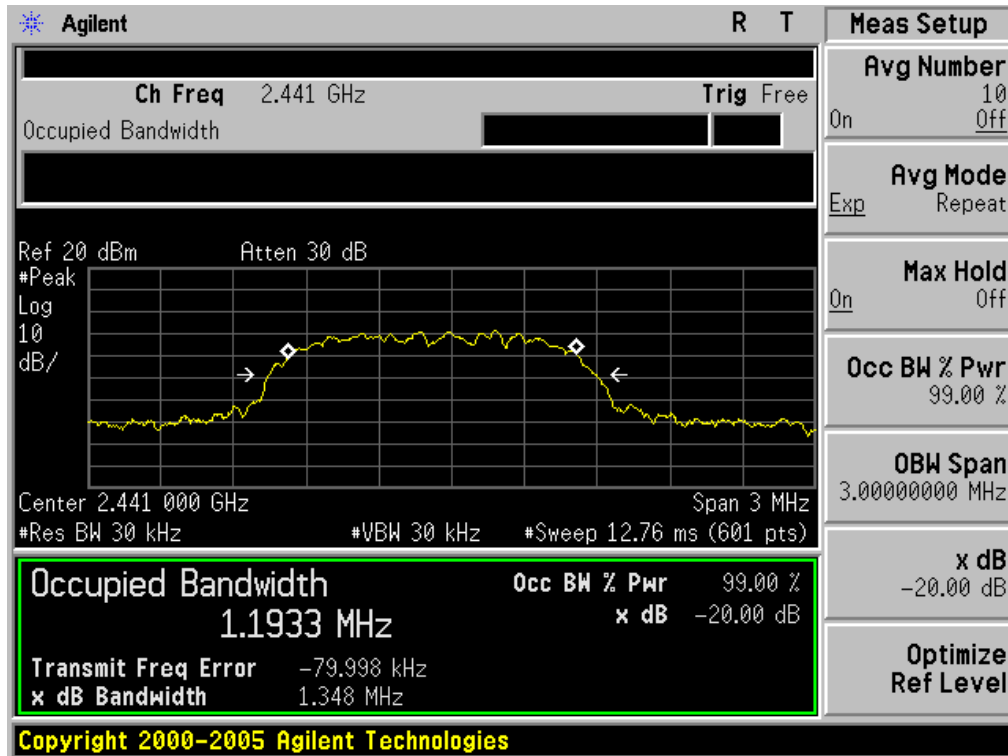 Agilent R T
Ch Freq 2.441 GHz Trig Free
Occupied Bandwidth
Ref 20 dBm Atten 30 dB
#Peak
Log
10
dB/
Center 2.441 000 GHz Span 3 MHz
#Res BW 30 kHz #VBW 30 kHz #Sweep 12.76 ms (601 pts)
Occupied Bandwidth
1.1933 MHz
Occ BW % Pwr 99.00 %
x dB -20.00 dB
Transmit Freq Error -79.998 kHz
x dB Bandwidth 1.348 MHz
Copyright 2000-2005 Agilent Technologies
Meas Setup
Avg Number
10
On Off
Avg Mode
Exp Repeat
Max Hold
On Off
Occ BW % Pwr
99.00 %
OBW Span
3.00000000 MHz
x dB
-20.00 dB
Optimize
Ref Level